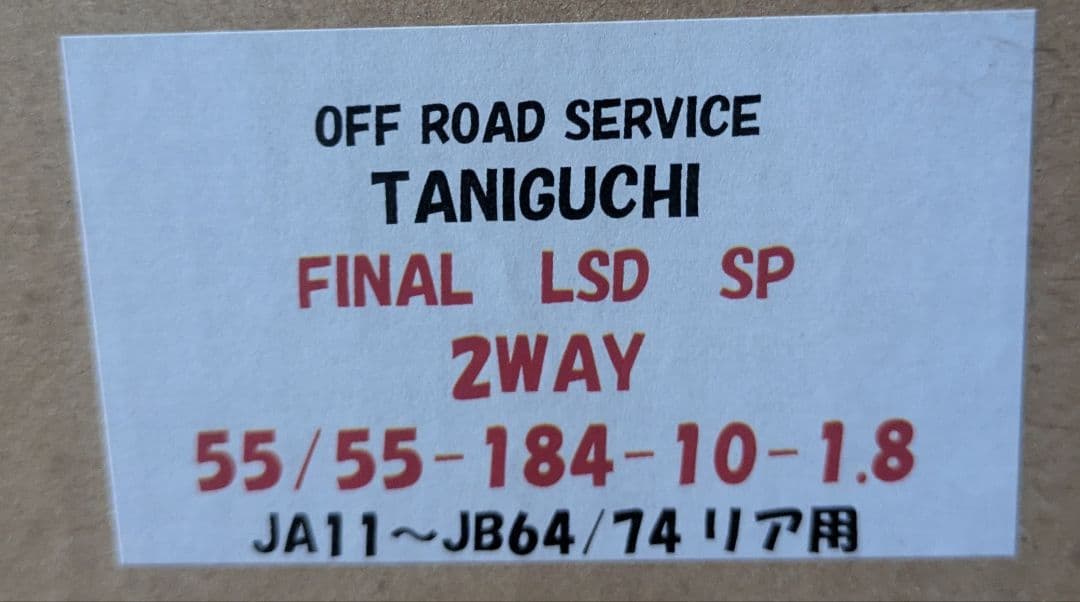 OFF ROAD SERVICE
TANIGUCHI
FINAL LSD SP
2WAY
55/55-184-10-1.8
JA11～JB64/74 リア用